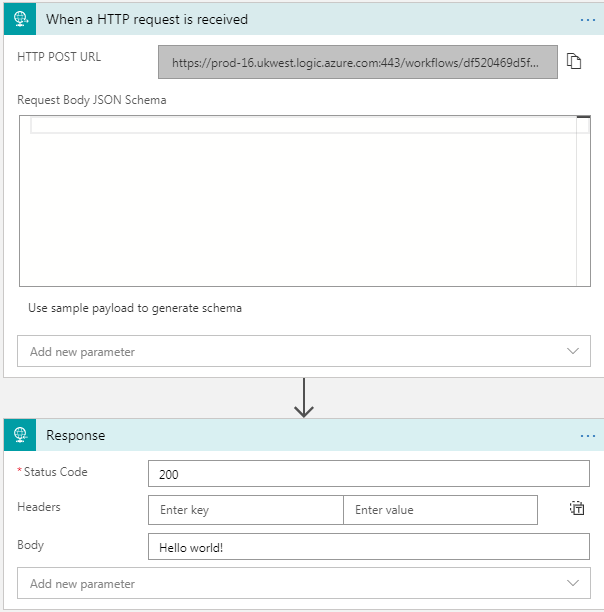 When a HTTP request is received
HTTP POST URL
https://prod-16.ukwest.logic.azure.com:443/workflows/df520469d5f...
Request Body JSON Schema
Use sample payload to generate schema
Add new parameter
Response
*Status Code
200
Headers
Enter key
Enter value
Body
Hello world!
Add new parameter